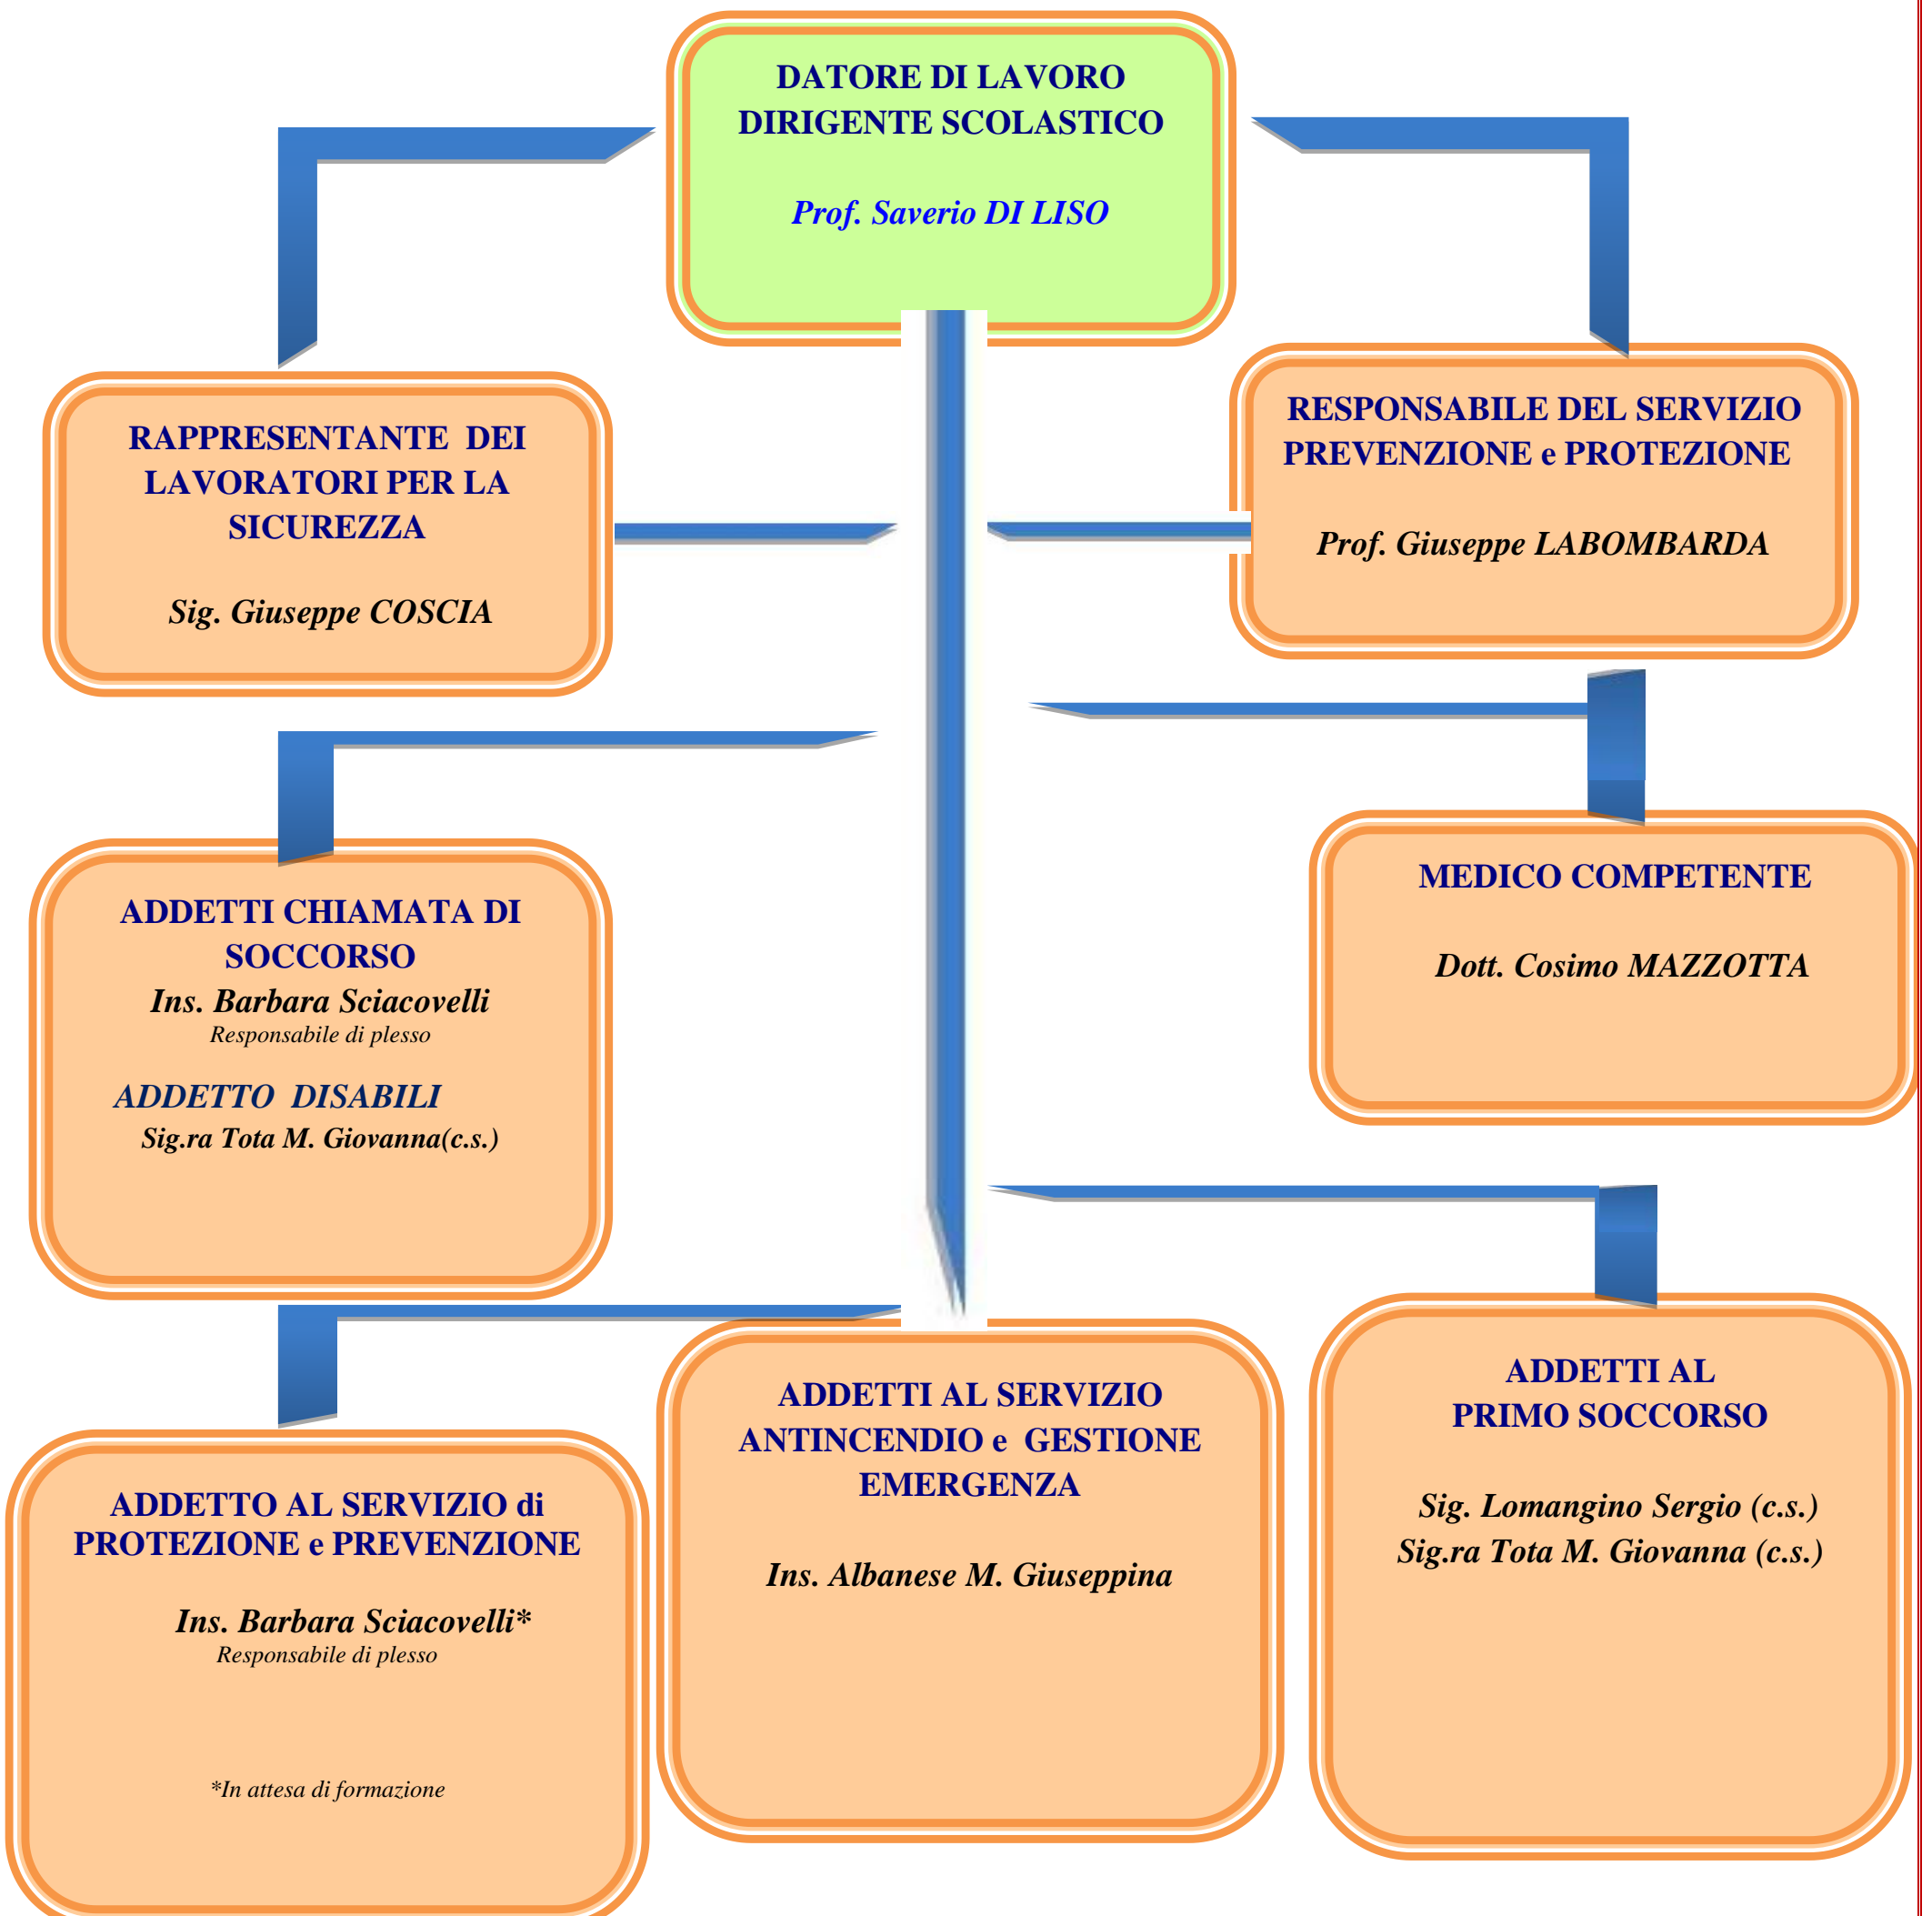 DATORE DI LAVORO
DIRIGENTE SCOLASTICO
Prof. Saverio DI LISO
RAPPRESENTANTE DEI
LAVORATORI PER LA
SICUREZZA
Sig. Giuseppe COSCIA
RESPONSABILE DEL SERVIZIO
PREVENZIONE e PROTEZIONE
Prof. Giuseppe LABOMBARDA
ADDETTI CHIAMATA DI
SOCCORSO
Ins. Barbara Sciacovelli
Responsabile di plesso
ADDETTO DISABILI
Sig.ra Tota M. Giovanna(c.s.)
MEDICO COMPETENTE
Dott. Cosimo MAZZOTTA
ADDETTO AL SERVIZIO di
PROTEZIONE e PREVENZIONE
Ins. Barbara Sciacovelli*
Responsabile di plesso
*In attesa di formazione
ADDETTI AL SERVIZIO
ANTINCENDIO e GESTIONE
EMERGENZA
Ins. Albanese M. Giuseppina
ADDETTI AL
PRIMO SOCCORSO
Sig. Lomangino Sergio (c.s.)
Sig.ra Tota M. Giovanna (c.s.)